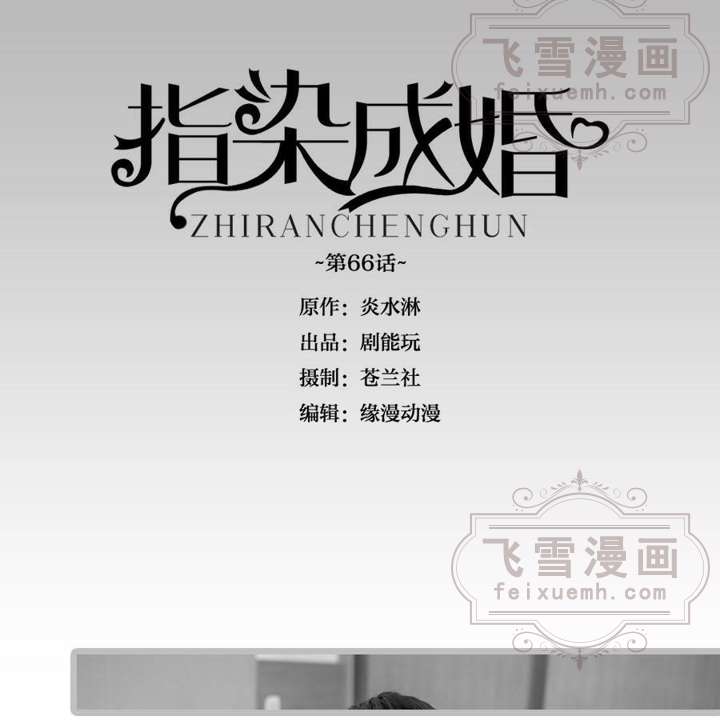 飞雪漫画
feixuemh.com
指染成婚
ZHIRANCHENGHUN
~第66话~
原作：炎水淋
出品：剧能玩
摄制：苍兰社
编辑：缘漫动漫
飞雪漫画
feixuemh.com